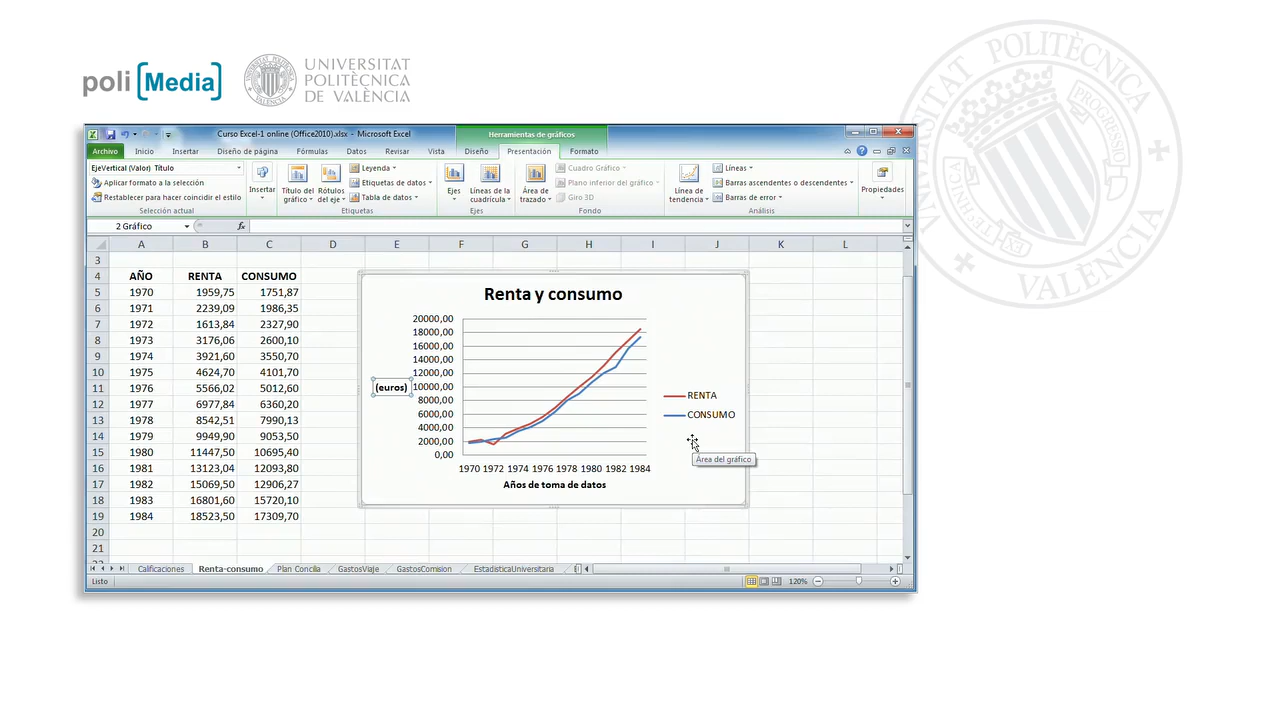 poli[Media]
UNIVERSITAT
POLITÈCNICA
DE VALÈNCIA
UNIVERSITAT POLITÈCNICA DE VALÈNCIA
PROGRESIO
Curso Excel-1 online (Office2010).xlsx - Microsoft Excel
Herramientas de gráficos
Archivo Inicio Insertar Diseño de página Fórmulas Datos Revisar Vista Diseño Presentación Formato
EjeVertical (Valor) Título
Aplicar formato a la selección
Restablecer para hacer coincidir el estilo
Selección actual
Insertar
Título del gráfico
Rótulos del eje
Leyenda
Etiquetas de datos
Tabla de datos
Etiquetas
Ejes
Líneas de la cuadrícula
Ejes
Área de trazado
Cuadro Gráfico
Plano inferior del gráfico
Giro 3D
Fondo
Línea de tendencia
Líneas
Barras ascendentes o descendentes
Barras de error
Análisis
Propiedades
2 Gráfico
fx
A B C D E F G H I J K L
3
4 AÑO RENTA CONSUMO
5 1970 1959,75 1751,87
6 1971 2239,09 1986,35
7 1972 1613,84 2327,90
8 1973 3176,06 2600,10
9 1974 3921,60 3550,70
10 1975 4624,70 4101,70
11 1976 5566,02 5012,60
12 1977 6977,84 6360,20
13 1978 8542,51 7990,13
14 1979 9949,90 9053,50
15 1980 11447,50 10695,40
16 1981 13123,04 12093,80
17 1982 15069,50 12906,27
18 1983 16801,60 15720,10
19 1984 18523,50 17309,70
20
21
Renta y consumo
20000,00
18000,00
16000,00
14000,00
12000,00
10000,00
8000,00
6000,00
4000,00
2000,00
0,00
(euros)
1970 1972 1974 1976 1978 1980 1982 1984
Años de toma de datos
RENTA
CONSUMO
Área del gráfico
Calificaciones Renta-consumo Plan Concilia GastosViaje GastosComision EstadisticaUniversitaria
Listo
120%